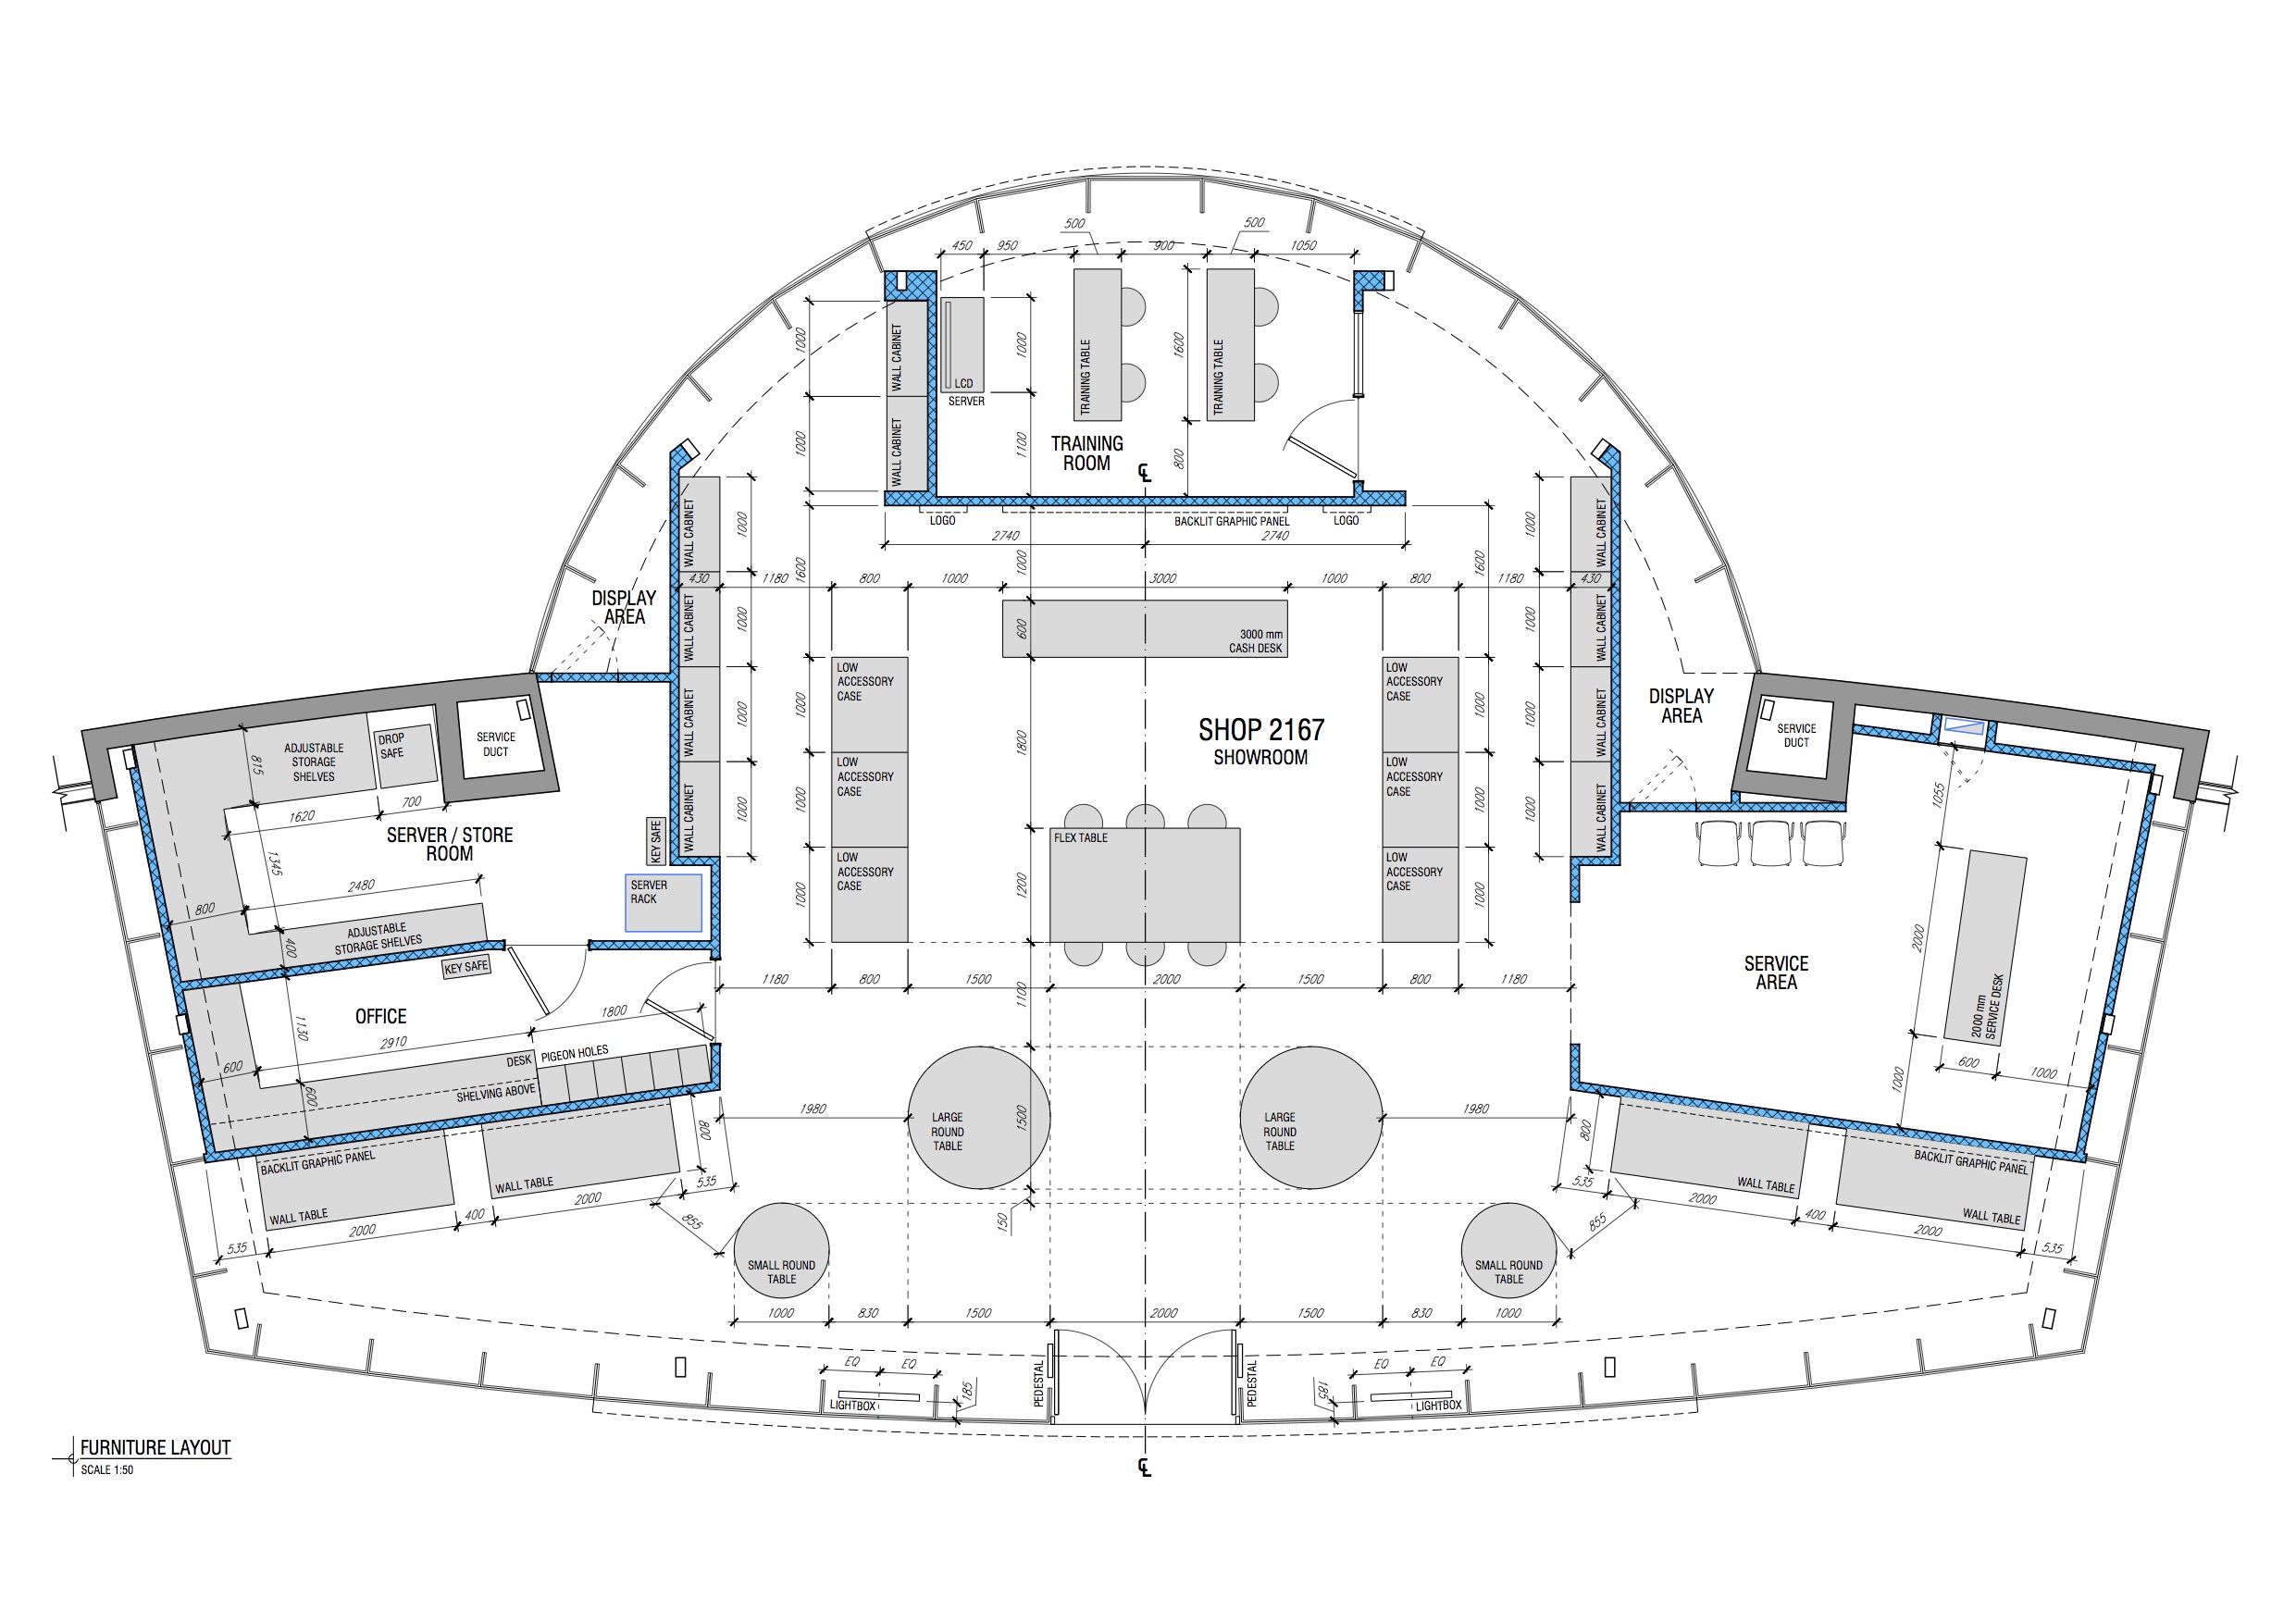 500
500
450
950
900
1050
1000
WALL CABINET
1000
1600
LCD
SERVER
TRAINING TABLE
TRAINING TABLE
1000
WALL CABINET
1100
TRAINING
ROOM
800
CL
LOGO
BACKLIT GRAPHIC PANEL
LOGO
2740
2740
WALL CABINET
1000
1600
1000
1600
1000
WALL CABINET
430
1180
800
1000
3000
1000
800
1180
430
DISPLAY
AREA
WALL CABINET
1000
600
3000 mm
CASH DESK
1000
WALL CABINET
LOW
ACCESSORY
CASE
LOW
ACCESSORY
CASE
DISPLAY
AREA
WALL CABINET
1000
1000
1800
SHOP 2167
SHOWROOM
1000
1000
WALL CABINET
SERVICE
DUCT
SERVICE
DUCT
ADJUSTABLE
STORAGE
SHELVES
DROP
SAFE
815
1620
700
LOW
ACCESSORY
CASE
LOW
ACCESSORY
CASE
1055
SERVER / STORE
ROOM
KEY SAFE
WALL CABINET
1000
1000
1000
1000
WALL CABINET
FLEX TABLE
1345
2480
800
SERVER
RACK
LOW
ACCESSORY
CASE
LOW
ACCESSORY
CASE
1000
1200
1000
ADJUSTABLE
STORAGE SHELVES
400
KEY SAFE
2000
SERVICE
AREA
1180
800
1500
2000
1500
800
1180
1100
OFFICE
1130
1800
2910
2000 mm
SERVICE DESK
DESK
PIGEON HOLES
600
600
SHELVING ABOVE
600
1000
1000
1980
LARGE
ROUND
TABLE
1500
LARGE
ROUND
TABLE
1980
800
800
BACKLIT GRAPHIC PANEL
BACKLIT GRAPHIC PANEL
WALL TABLE
WALL TABLE
535
2000
400
2000
535
WALL TABLE
WALL TABLE
535
2000
400
2000
535
855
150
855
SMALL ROUND
TABLE
SMALL ROUND
TABLE
1000
830
1500
2000
1500
830
1000
EQ
EQ
EQ
EQ
PEDESTAL
PEDESTAL
185
185
LIGHTBOX
LIGHTBOX
CL
FURNITURE LAYOUT
SCALE 1:50